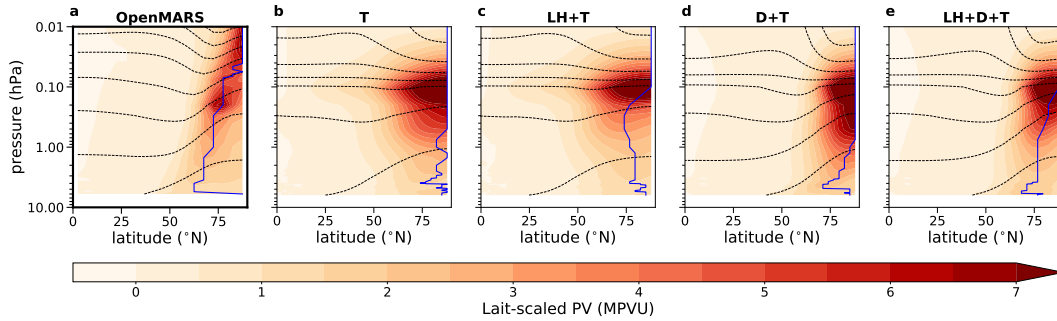 a OpenMARS
b T
c LH+T
d D+T
e LH+D+T
pressure (hPa)
0.01
0.10
1.00
10.00
0 25 50 75
0 25 50 75
0 25 50 75
0 25 50 75
0 25 50 75
latitude (°N)
latitude (°N)
latitude (°N)
latitude (°N)
latitude (°N)
0 1 2 3 4 5 6 7
Lait-scaled PV (MPVU)